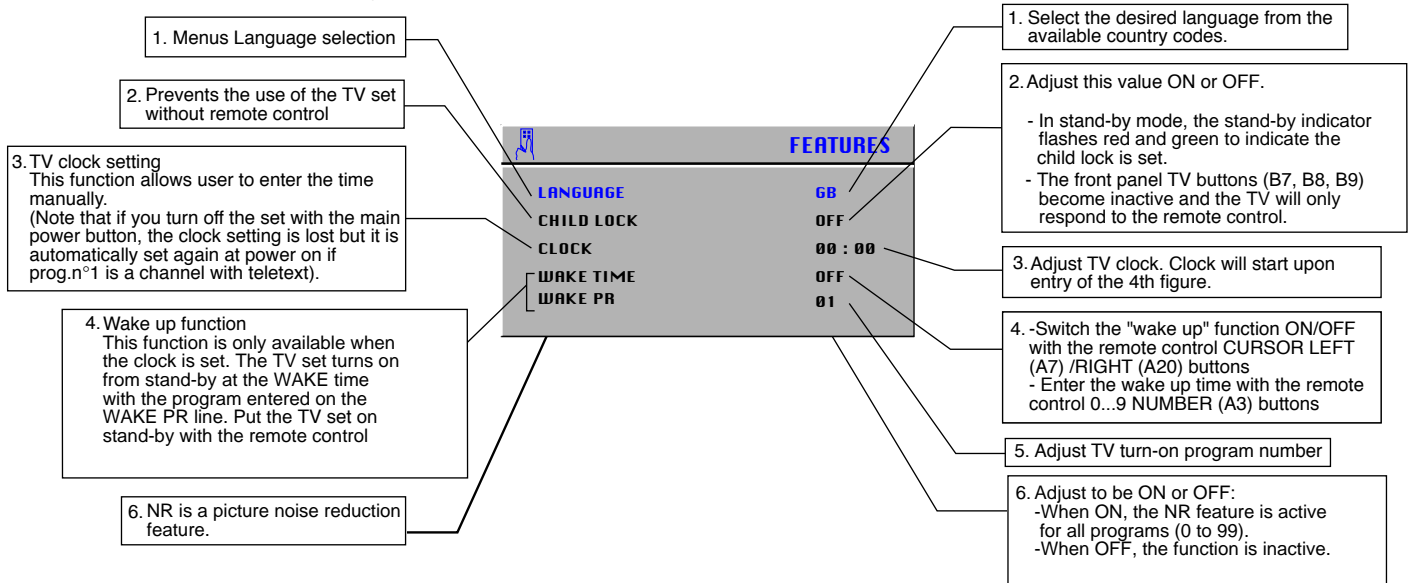 1. Menus Language selection
2. Prevents the use of the TV set
without remote control
3. TV clock setting
This function allows user to enter the time
manually.
(Note that if you turn off the set with the main
power button, the clock setting is lost but it is
automatically set again at power on if
prog.n°1 is a channel with teletext).
4. Wake up function
This function is only available when
the clock is set. The TV set turns on
from stand-by at the WAKE time
with the program entered on the
WAKE PR line. Put the TV set on
stand-by with the remote control
6. NR is a picture noise reduction
feature.
FEATURES
LANGUAGE GB
CHILD LOCK OFF
CLOCK 00 : 00
WAKE TIME OFF
WAKE PR 01
1. Select the desired language from the
available country codes.
2. Adjust this value ON or OFF.
- In stand-by mode, the stand-by indicator
flashes red and green to indicate the
child lock is set.
- The front panel TV buttons (B7, B8, B9)
become inactive and the TV will only
respond to the remote control.
3. Adjust TV clock. Clock will start upon
entry of the 4th figure.
4. -Switch the "wake up" function ON/OFF
with the remote control CURSOR LEFT
(A7) /RIGHT (A20) buttons
- Enter the wake up time with the remote
control 0...9 NUMBER (A3) buttons
5. Adjust TV turn-on program number
6. Adjust to be ON or OFF:
-When ON, the NR feature is active
for all programs (0 to 99).
-When OFF, the function is inactive.